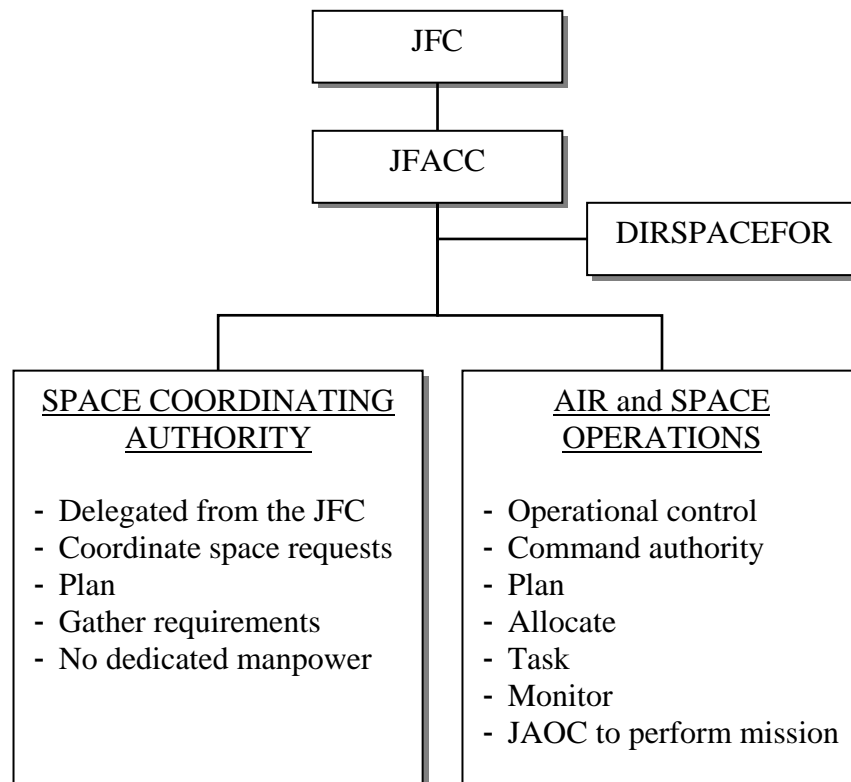 JFC
JFACC
DIRSPACEFOR
SPACE COORDINATING
AUTHORITY
- Delegated from the JFC
- Coordinate space requests
- Plan
- Gather requirements
- No dedicated manpower
AIR and SPACE
OPERATIONS
- Operational control
- Command authority
- Plan
- Allocate
- Task
- Monitor
- JAOC to perform mission